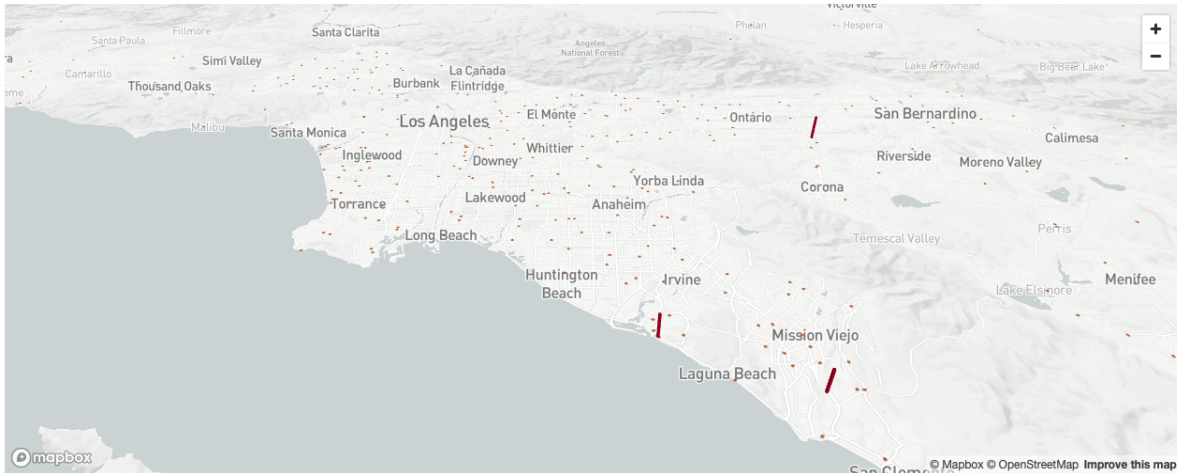 Victorville
Fillmore
Phelan
Hesperia
Santa Paula
Santa Clarita
Angeles
National Forest
Simi Valley
Camarillo
Thousand Oaks
La Cañada
Flintridge
Burbank
Lake Arrowhead
Big Bear Lake
Malibu
Santa Monica
Los Angeles
El Monte
Ontario
San Bernardino
Calimesa
Inglewood
Downey
Whittier
Riverside
Moreno Valley
Torrance
Lakewood
Yorba Linda
Anaheim
Corona
Long Beach
Temescal Valley
Perris
Huntington
Beach
Irvine
Lake Elsinore
Menifee
Mission Viejo
Laguna Beach
San Clemente
mapbox
© Mapbox © OpenStreetMap Improve this map
+
−